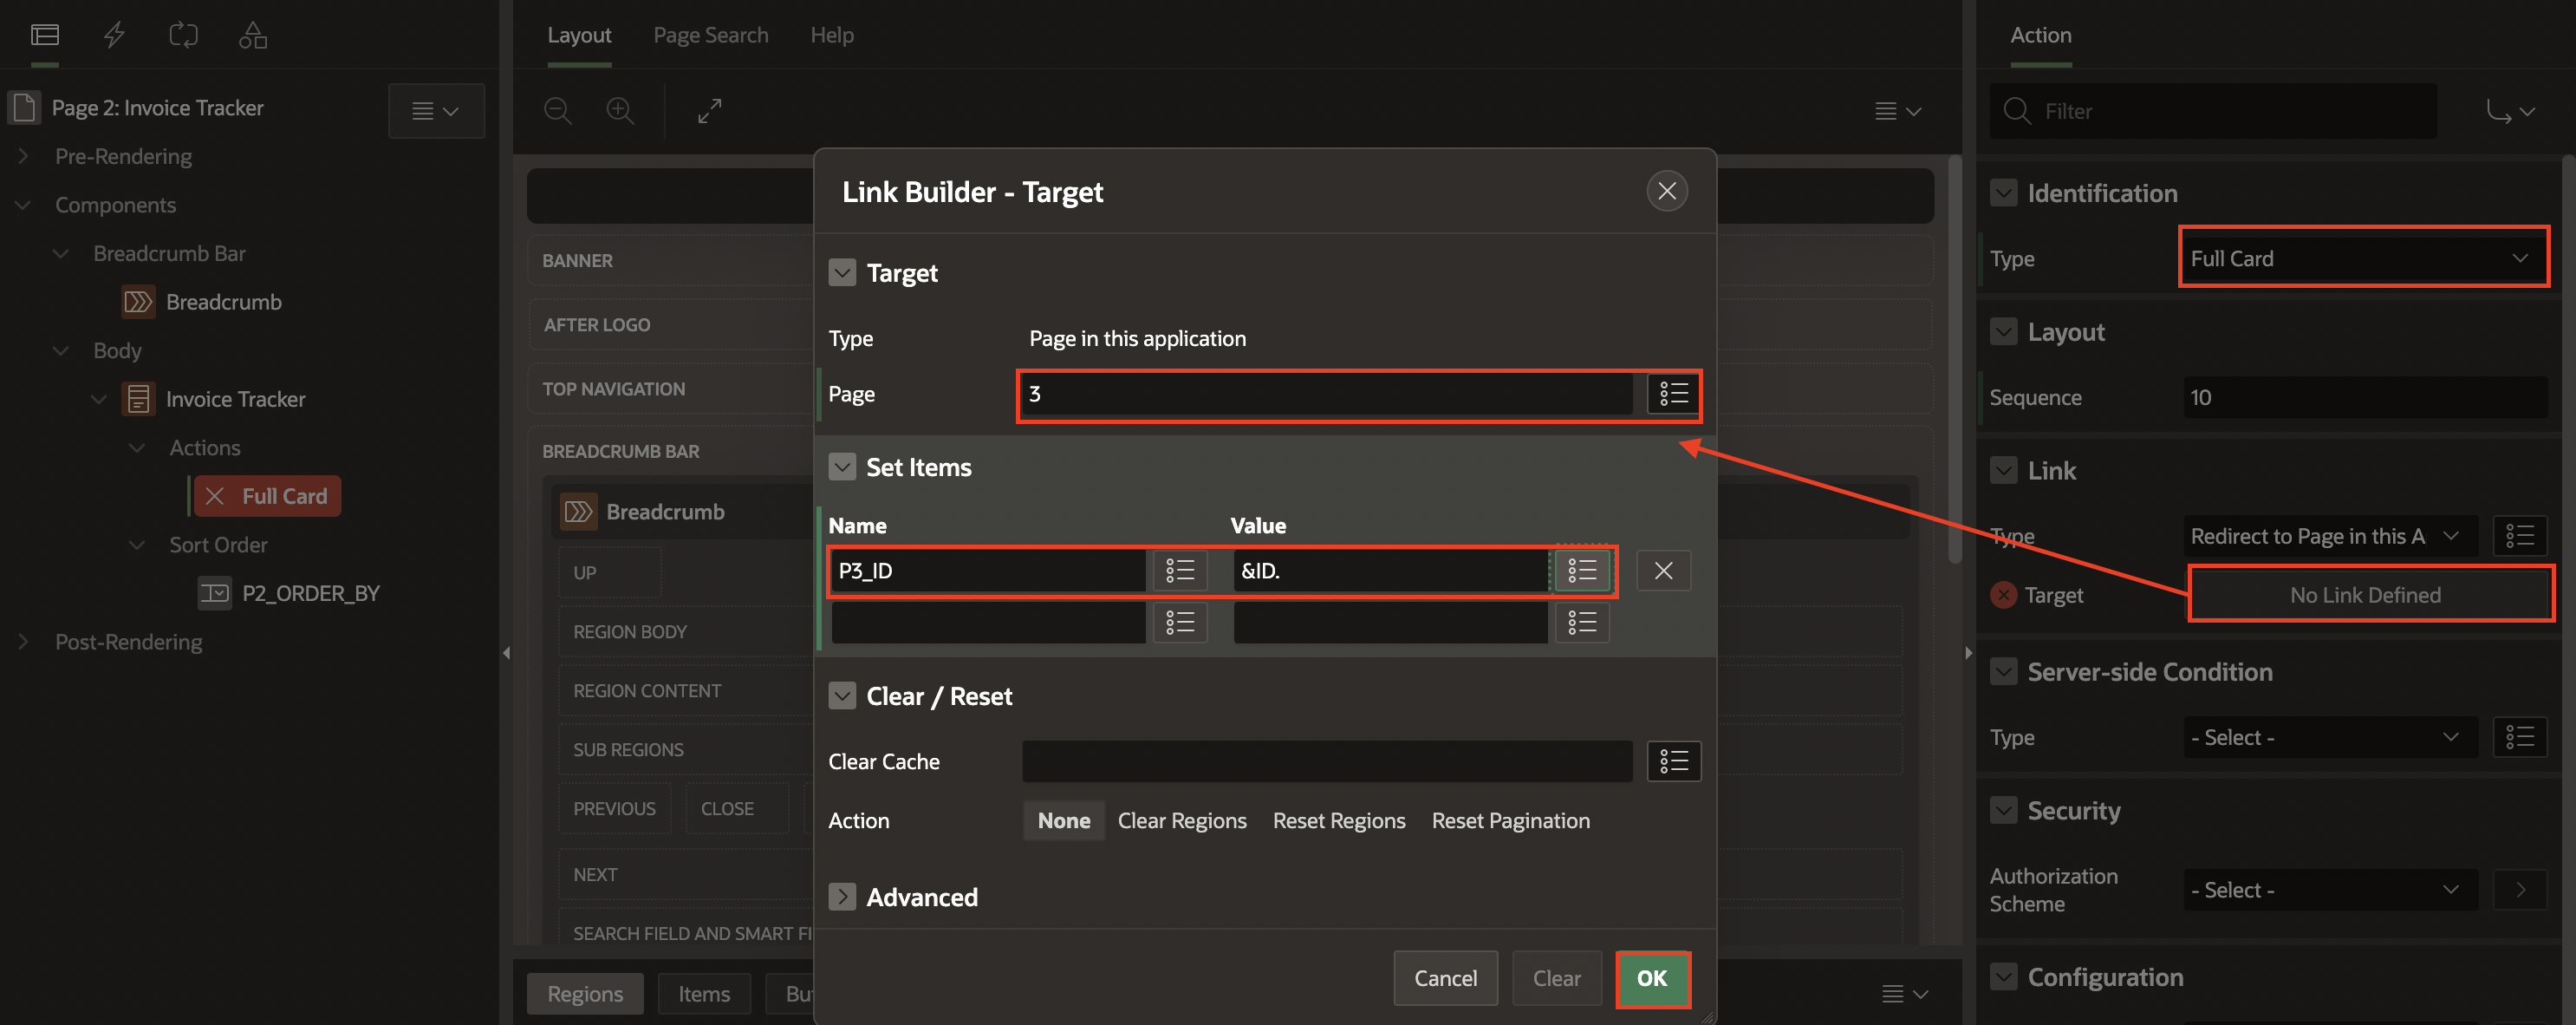 Layout
Page Search
Help
Action
Page 2: Invoice Tracker
Pre-Rendering
Components
Breadcrumb Bar
Breadcrumb
Body
Invoice Tracker
Actions
Full Card
Sort Order
P2_ORDER_BY
Post-Rendering
BANNER
AFTER LOGO
TOP NAVIGATION
BREADCRUMB BAR
Breadcrumb
UP
REGION BODY
REGION CONTENT
SUB REGIONS
PREVIOUS
CLOSE
NEXT
SEARCH FIELD AND SMART FI
Regions
Items
Link Builder - Target
Target
Type
Page in this application
Page
3
Set Items
Name
Value
P3_ID
&ID.
Clear / Reset
Clear Cache
Action
None
Clear Regions
Reset Regions
Reset Pagination
Advanced
Cancel
Clear
OK
Filter
Identification
Type
Full Card
Layout
Sequence
10
Link
Type
Redirect to Page in this A
Target
No Link Defined
Server-side Condition
Type
- Select -
Security
Authorization
Scheme
- Select -
Configuration